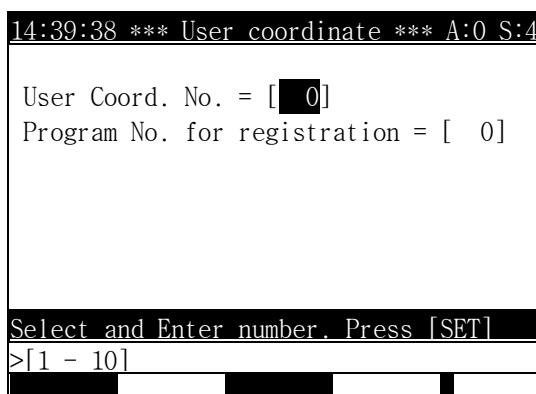 14:39:38 *** User coordinate *** A:0 S:4
User Coord. No. = [  0]
Program No. for registration = [  0]
Select and Enter number. Press [SET]
>[1 - 10]